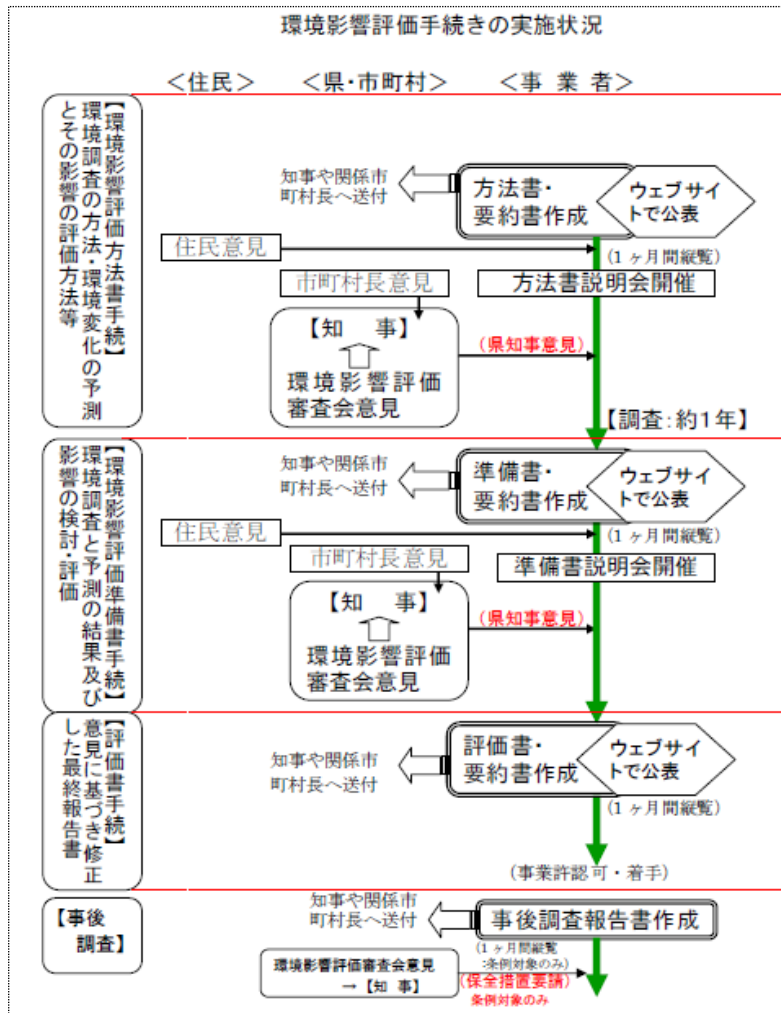 環境影響評価手続きの実施状況
＜住民＞ ＜県・市町村＞ ＜事 業 者＞
【環境影響評価方法書手続】
環境調査の方法・環境変化の予測
とその影響の評価方法等
知事や関係市
町村長へ送付
方法書・
要約書作成
ウェブサイ
トで公表
(1ヶ月間縦覧)
住民意見
市町村長意見
方法書説明会開催
【知 事】
環境影響評価
審査会意見
(県知事意見)
【調査：約1年】
【環境影響評価準備書手続】
環境調査と予測の結果及び
影響の検討・評価
知事や関係市
町村長へ送付
準備書・
要約書作成
ウェブサイ
トで公表
(1ヶ月間縦覧)
住民意見
市町村長意見
準備書説明会開催
【知 事】
環境影響評価
審査会意見
(県知事意見)
【評価書手続】
意見に基づき修正
した最終報告書
知事や関係市
町村長へ送付
評価書・
要約書作成
ウェブサイ
トで公表
(1ヶ月間縦覧)
(事業許認可・着手)
【事後
調査】
知事や関係市
町村長へ送付
事後調査報告書作成
(1ヶ月間縦覧
:条例対象のみ)
環境影響評価審査会意見
→【知 事】
(保全措置要請)
条例対象のみ